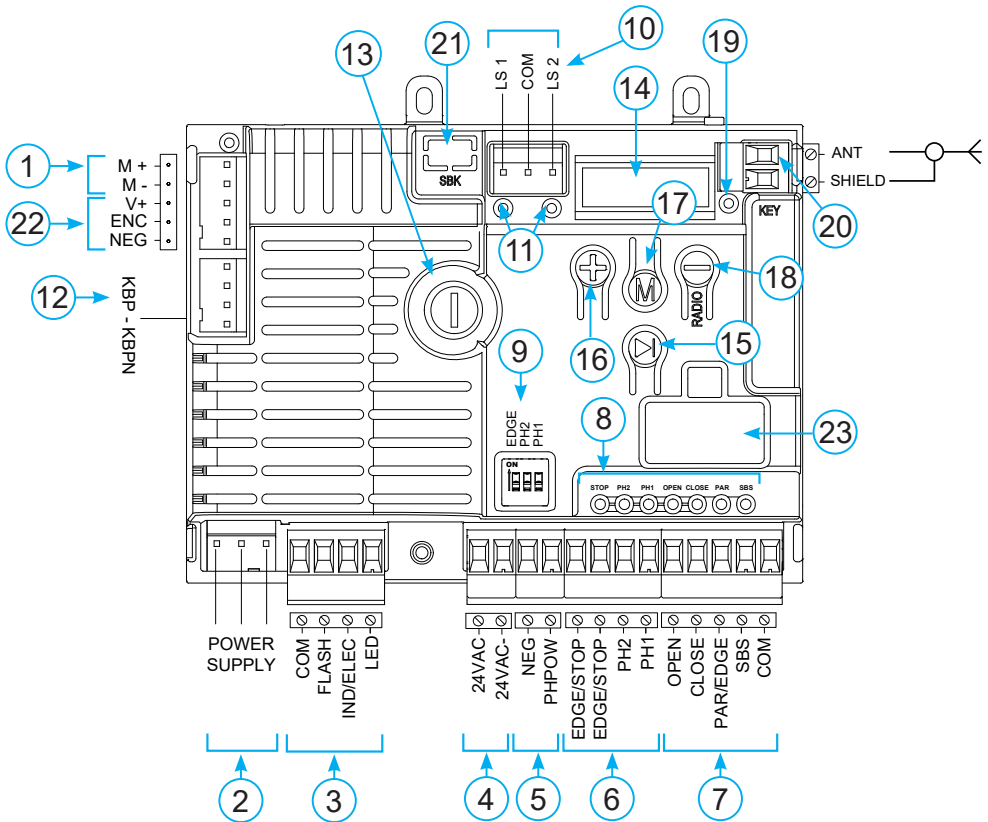 10
21
13
19
14
LS 1
COM
LS 2
1
M +
M -
V+
ENC
NEG
22
SBK
ANT
SHIELD
KEY
20
11
17
12
KBP - KBPN
M
RADIO
18
16
15
9
EDGE
PH2
PH1
ON
8
23
STOP PH2 PH1 OPEN CLOSE PAR SBS
POWER
SUPPLY
COM
FLASH
IND/ELEC
LED
24VAC
24VAC-
NEG
PHPOW
EDGE/STOP
EDGE/STOP
PH2
PH1
OPEN
CLOSE
PAR/EDGE
SBS
COM
2
3
4
5
6
7